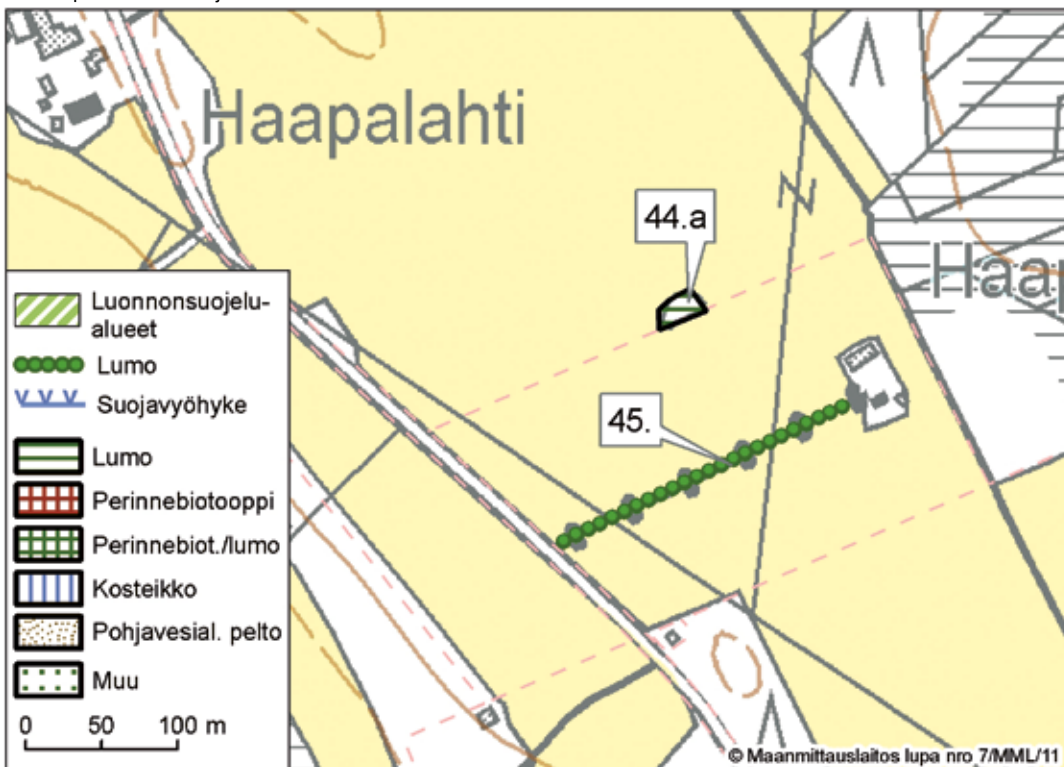 Haapalahti
44.a
Haap
45.
Luonnonsuojelu-
alueet
Lumo
Suojavyöhyke
Lumo
Perinnebiotooppi
Perinnebiot./lumo
Kosteikko
Pohjavesial. pelto
Muu
0 50 100 m
© Maanmittauslaitos lupa nro 7/MML/11